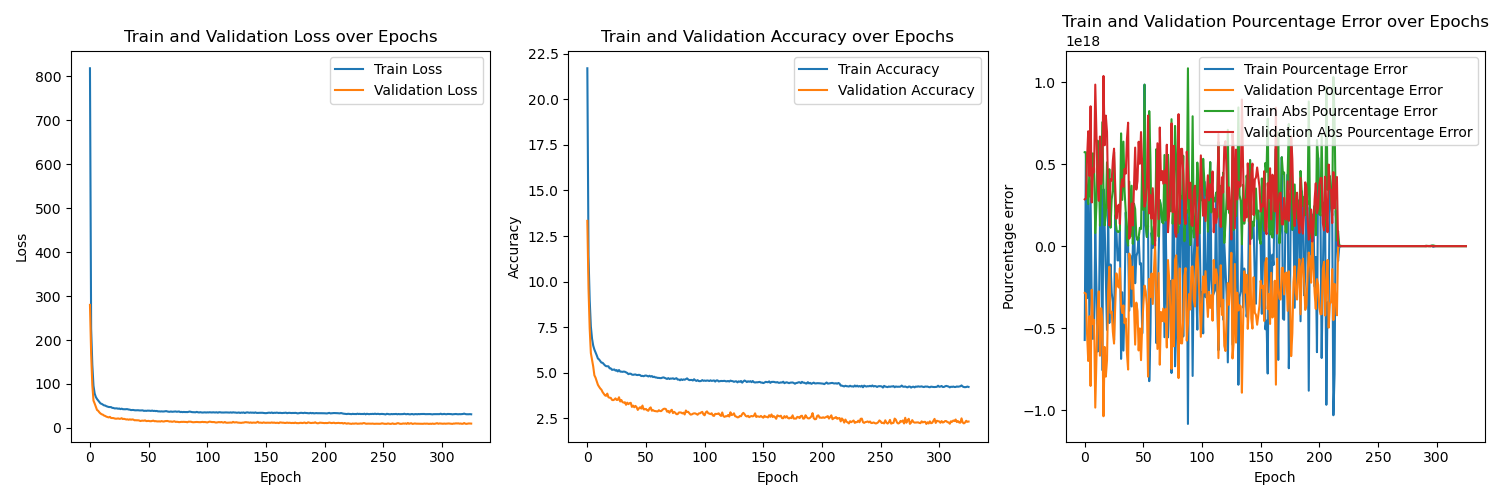 Train and Validation Loss over Epochs
Train Loss
Validation Loss
Loss
800
700
600
500
400
300
200
100
0
0 50 100 150 200 250 300
Epoch
Train and Validation Accuracy over Epochs
Train Accuracy
Validation Accuracy
Accuracy
22.5
20.0
17.5
15.0
12.5
10.0
7.5
5.0
2.5
0 50 100 150 200 250 300
Epoch
Train and Validation Pourcentage Error over Epochs
1e18
Train Pourcentage Error
Validation Pourcentage Error
Train Abs Pourcentage Error
Validation Abs Pourcentage Error
Pourcentage error
1.0
0.5
0.0
−0.5
−1.0
0 50 100 150 200 250 300
Epoch